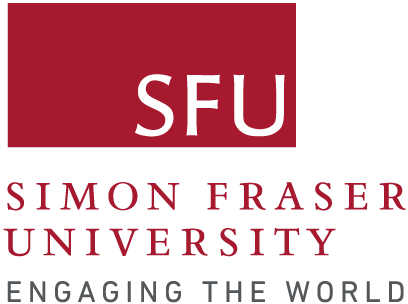 SFU
SIMON FRASER
UNIVERSITY
ENGAGING THE WORLD